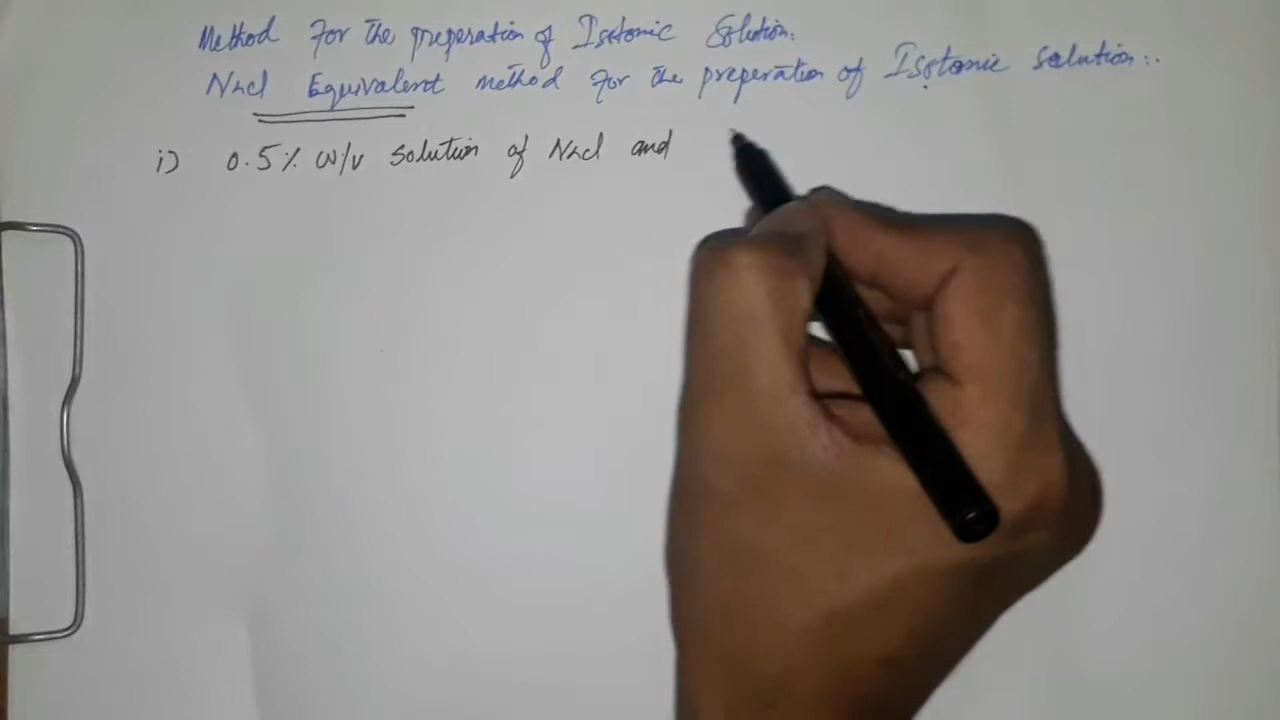 Method For the preperation of Isotonic Solution.
NaCl Equivalent method For the preperation of Isotonic solution :.
i) 0.5% w/v solution of NaCl and